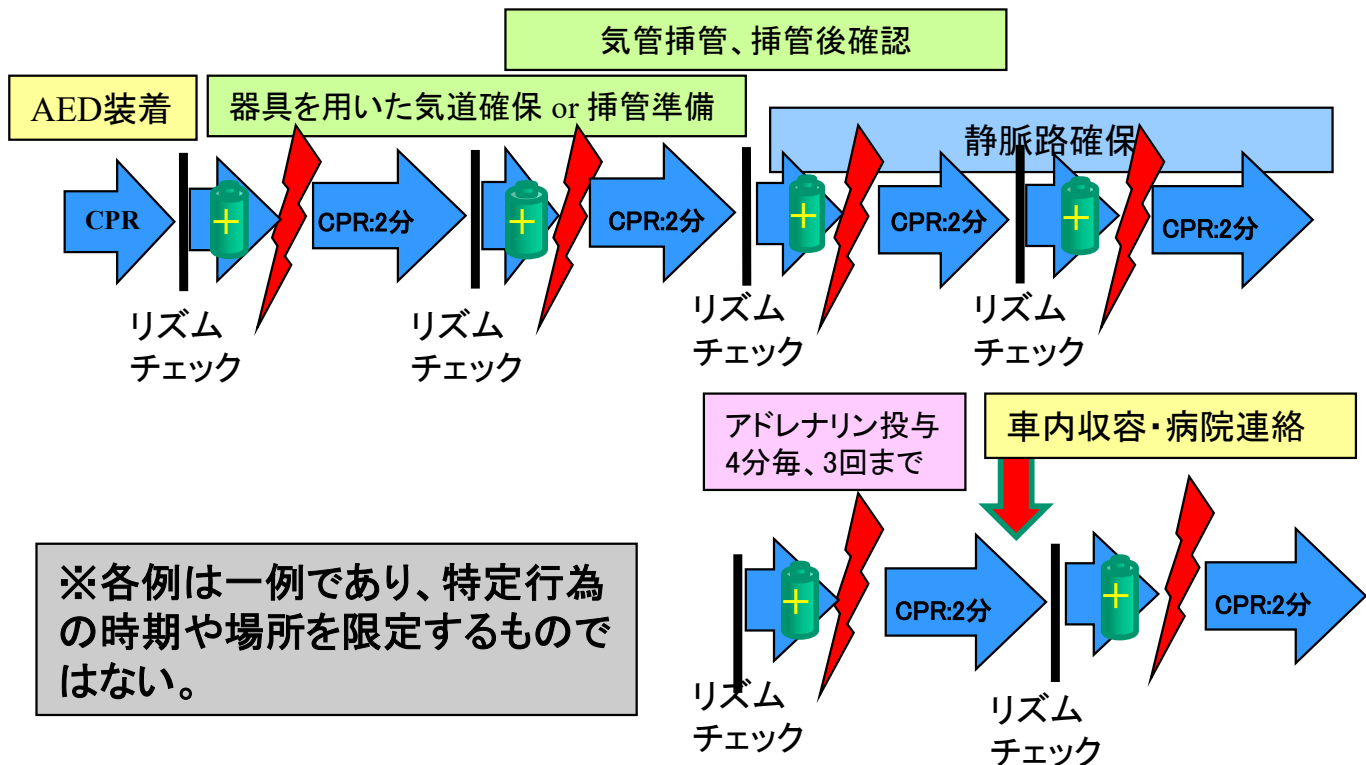 気管挿管、挿管後確認
AED装着
器具を用いた気道確保 or 挿管準備
静脈路確保
CPR
+
CPR:2分
+
CPR:2分
+
CPR:2分
+
CPR:2分
リズム
チェック
リズム
チェック
リズム
チェック
リズム
チェック
アドレナリン投与
4分毎、3回まで
車内収容・病院連絡
+
CPR:2分
+
CPR:2分
リズム
チェック
リズム
チェック
※各例は一例であり、特定行為
の時期や場所を限定するもので
はない。